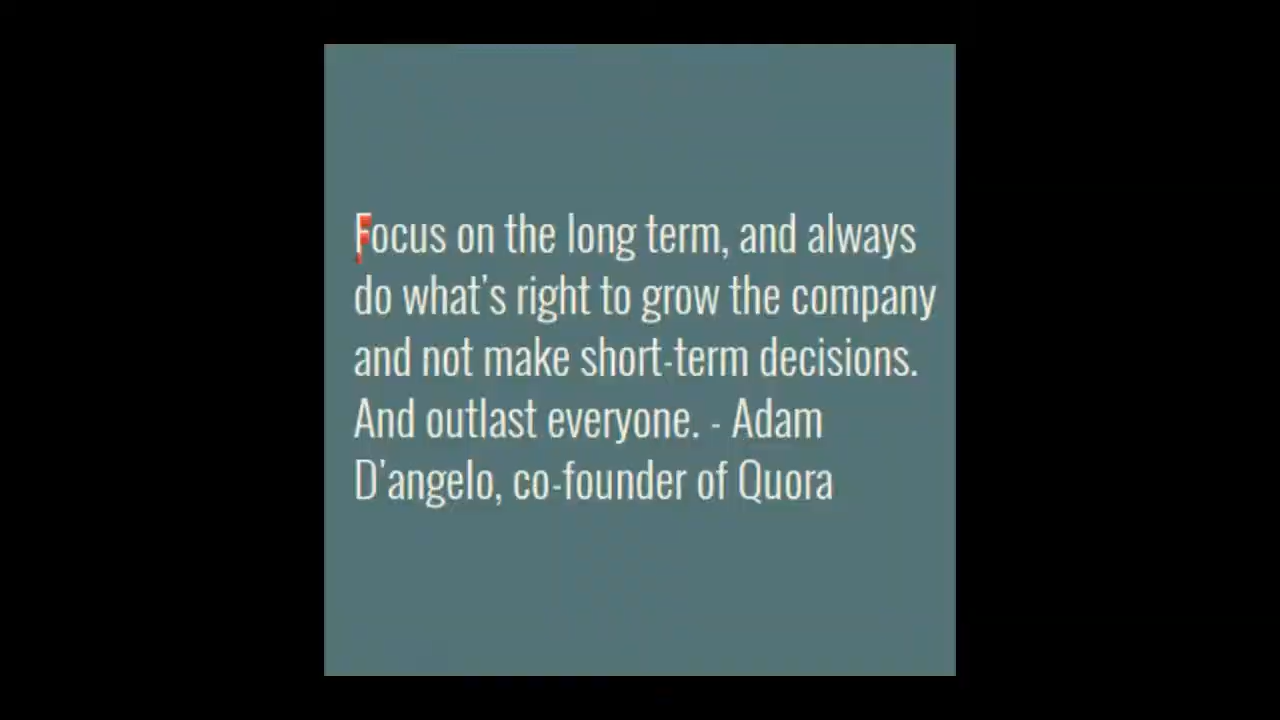 Focus on the long term, and always
do what's right to grow the company
and not make short-term decisions.
And outlast everyone. - Adam
D'angelo, co-founder of Quora